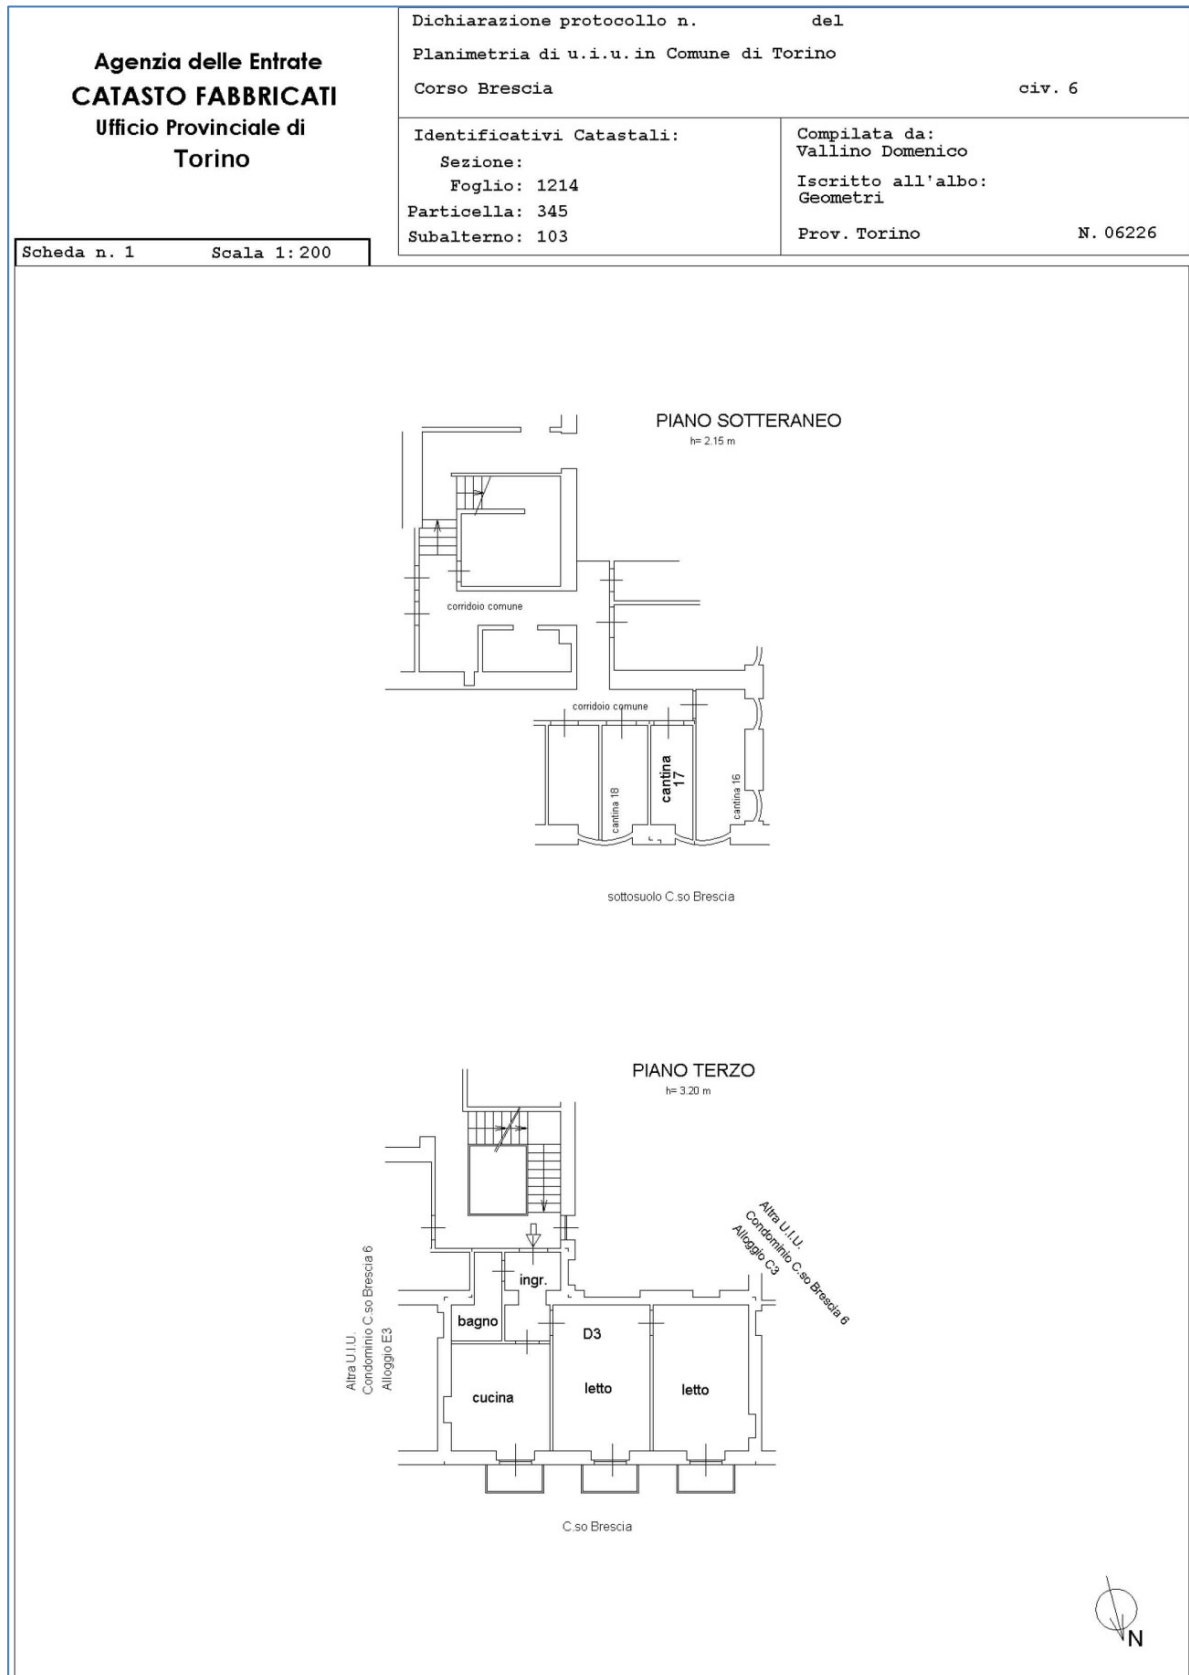 Agenzia delle Entrate
CATASTO FABBRICATI
Ufficio Provinciale di
Torino
Dichiarazione protocollo n. del
Planimetria di u.i.u. in Comune di Torino
Corso Brescia civ. 6
Identificativi Catastali:
Sezione:
Foglio: 1214
Particella: 345
Subalterno: 103
Compilata da:
Vallino Domenico
Iscritto all'albo:
Geometri
Prov. Torino N. 06226
Scheda n. 1 Scala 1:200
PIANO SOTTERANEO
h= 2.15 m
corridoio comune
corridoio comune
cantina 18
cantina
17
cantina 16
sottosuolo C.so Brescia
PIANO TERZO
h= 3.20 m
Altra U.I.U.
Condominio C.so Brescia 6
Alloggio E3
Altra U.I.U.
Condominio C.so Brescia 6
Alloggio C3
ingr.
bagno
D3
cucina
letto
letto
C.so Brescia
N